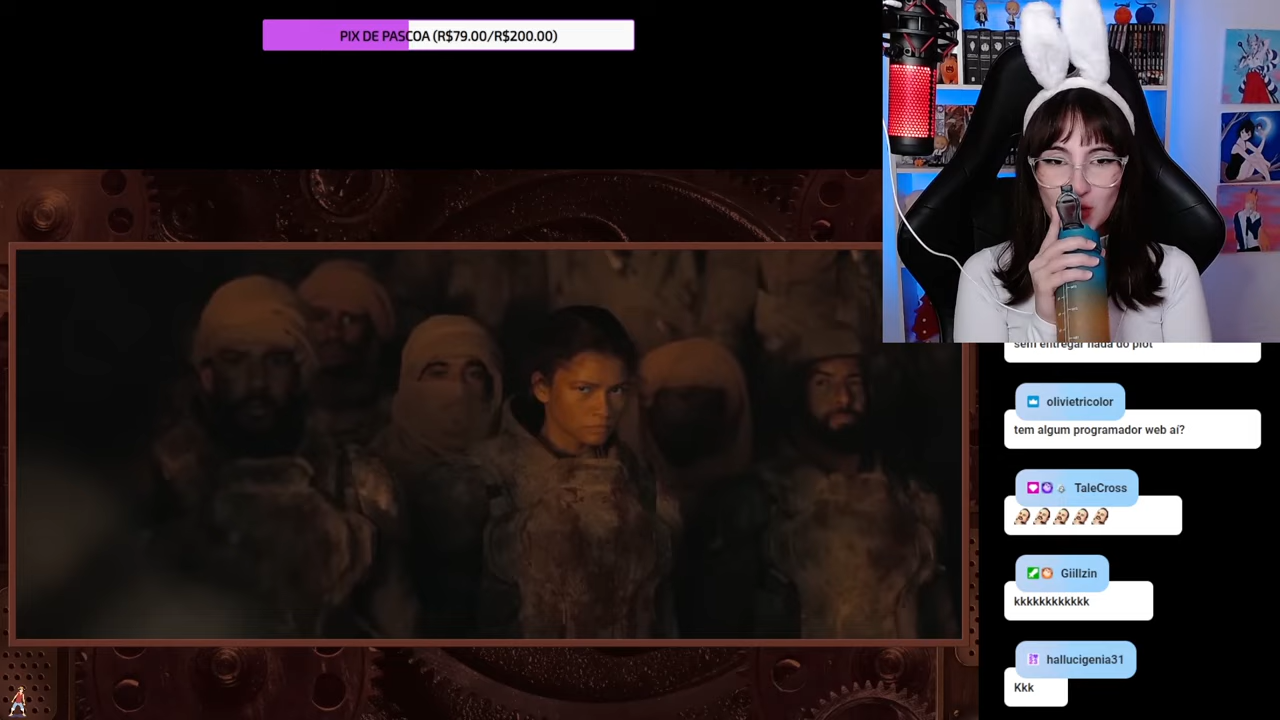 PIX DE PASCOA (R$79.00/R$200.00)
sem entregar nada do plot
olivietricolor
tem algum programador web aí?
TaleCross
Giillzin
kkkkkkkkkkkk
hallucigenia31
Kkk